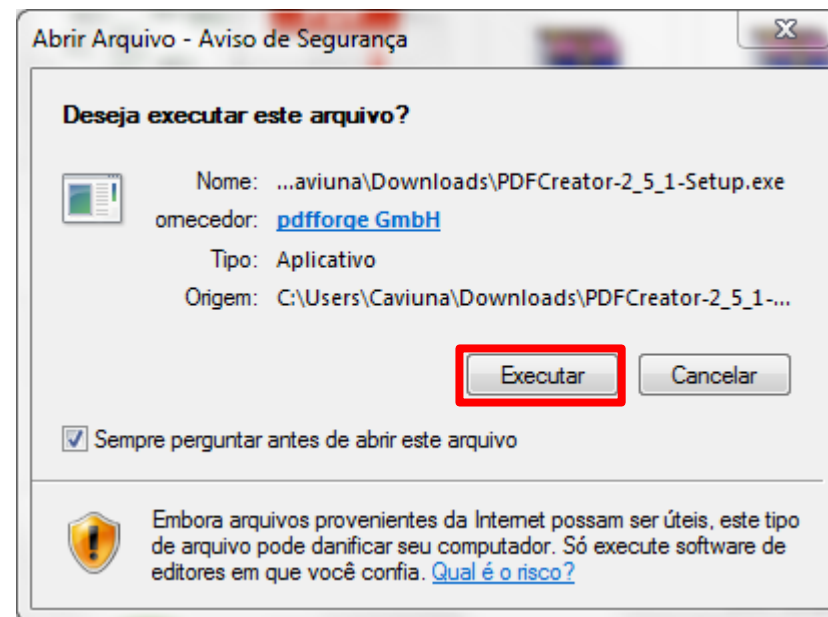 Abrir Arquivo - Aviso de Segurança
Deseja executar este arquivo?
Nome: ...aviuna\Downloads\PDFCreator-2_5_1-Setup.exe
omecedor: pdfforge GmbH
Tipo: Aplicativo
Origem: C:\Users\Caviuna\Downloads\PDFCreator-2_5_1-...
Executar Cancelar
Sempre perguntar antes de abrir este arquivo
Embora arquivos provenientes da Internet possam ser úteis, este tipo
de arquivo pode danificar seu computador. Só execute software de
editores em que você confia. Qual é o risco?